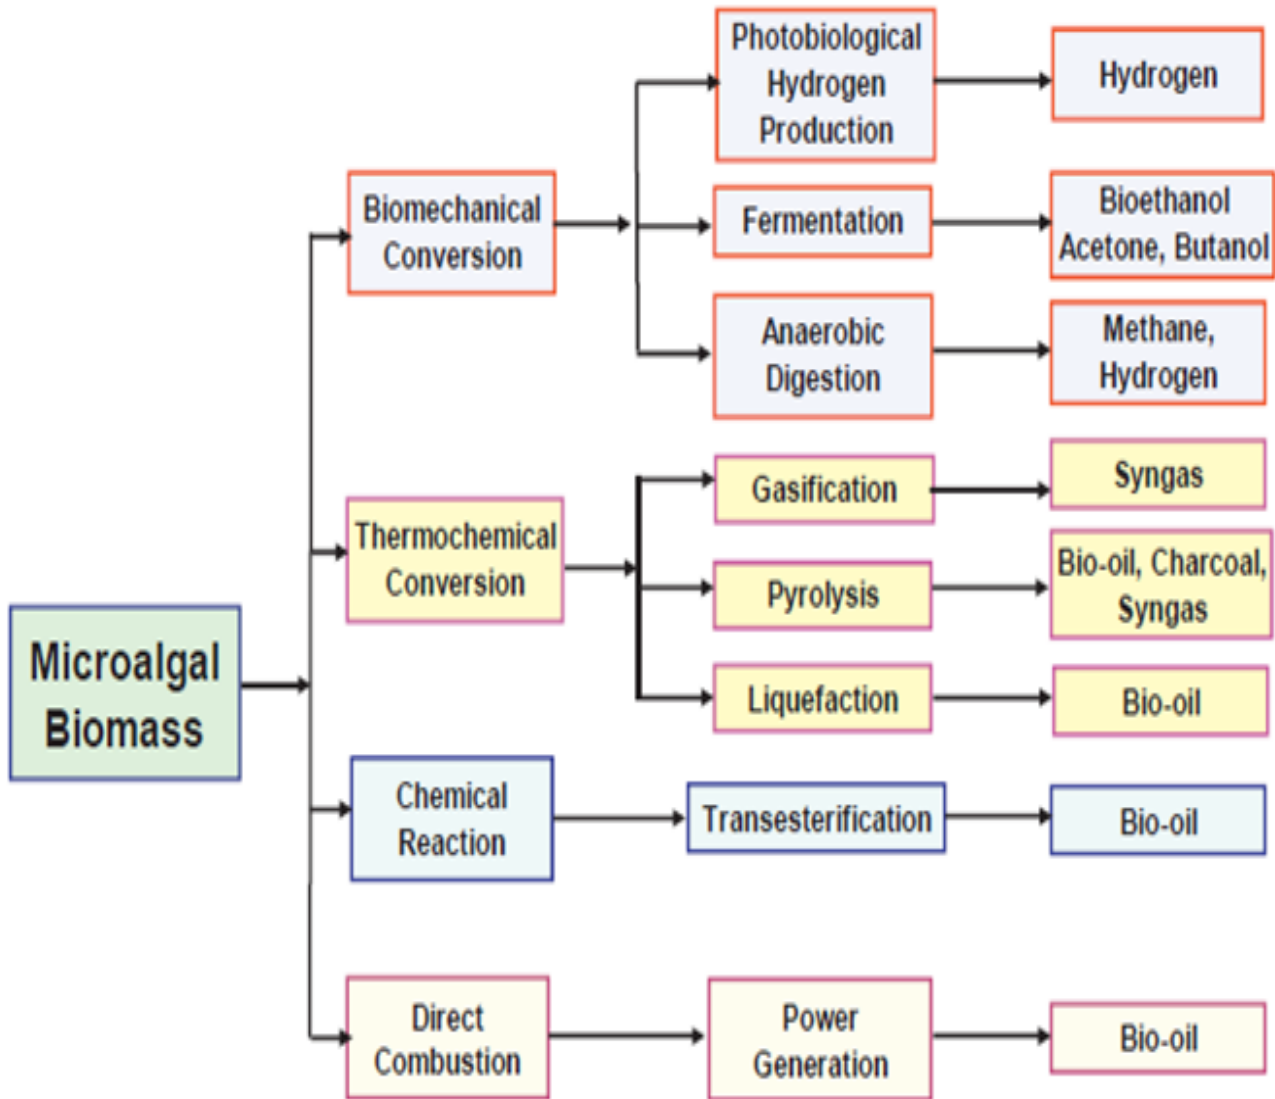 Photobiological
Hydrogen
Production
Hydrogen
Biomechanical
Conversion
Fermentation
Bioethanol
Acetone, Butanol
Anaerobic
Digestion
Methane,
Hydrogen
Gasification
Syngas
Thermochemical
Conversion
Pyrolysis
Bio-oil, Charcoal,
Syngas
Liquefaction
Bio-oil
Microalgal
Biomass
Chemical
Reaction
Transesterification
Bio-oil
Direct
Combustion
Power
Generation
Bio-oil